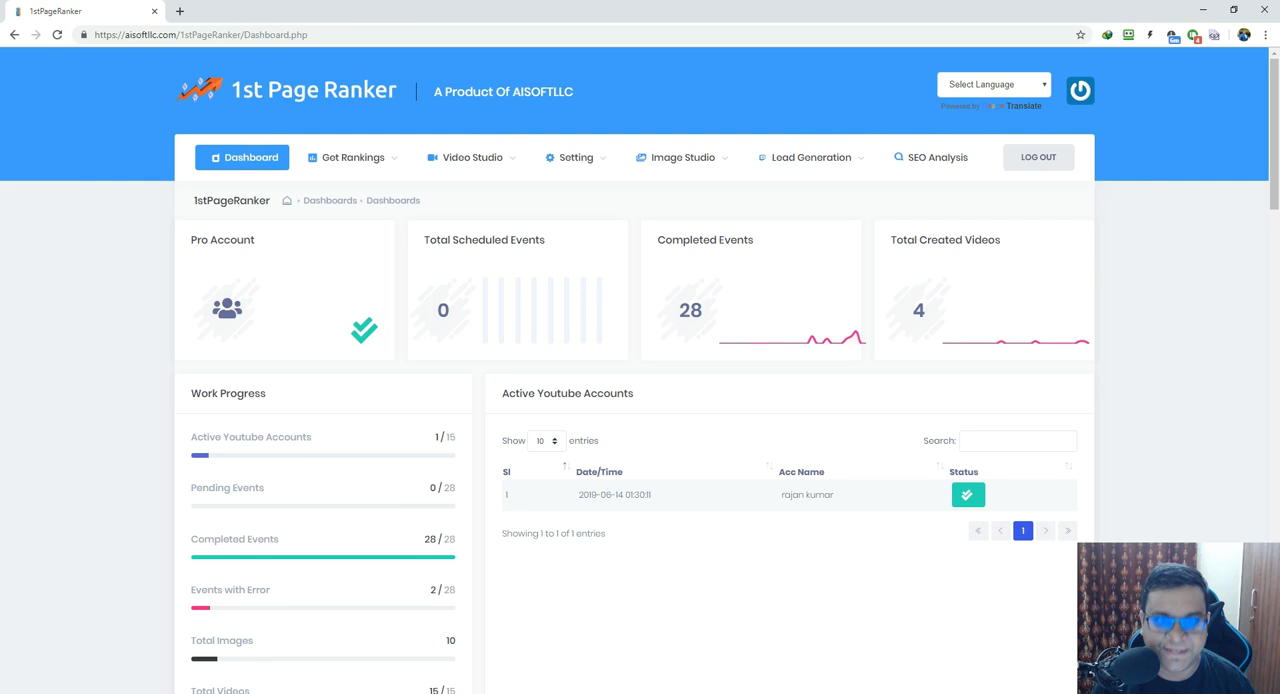 1stPageRanker
https://aisoftllc.com/1stPageRanker/Dashboard.php
1st Page Ranker
A Product Of AISOFTLLC
Select Language
Powered by Translate
Dashboard
Get Rankings
Video Studio
Setting
Image Studio
Lead Generation
SEO Analysis
LOG OUT
1stPageRanker
Dashboards
Dashboards
Pro Account
Total Scheduled Events
0
Completed Events
28
Total Created Videos
4
Work Progress
Active Youtube Accounts 1 / 15
Pending Events 0 / 28
Completed Events 28 / 28
Events with Error 2 / 28
Total Images 10
Total Videos 15 / 15
Active Youtube Accounts
Show 10 entries
Search:
Sl Date/Time Acc Name Status
1 2019-06-14 01:30:11 rajan kumar
Showing 1 to 1 of 1 entries
« ‹ 1 › »